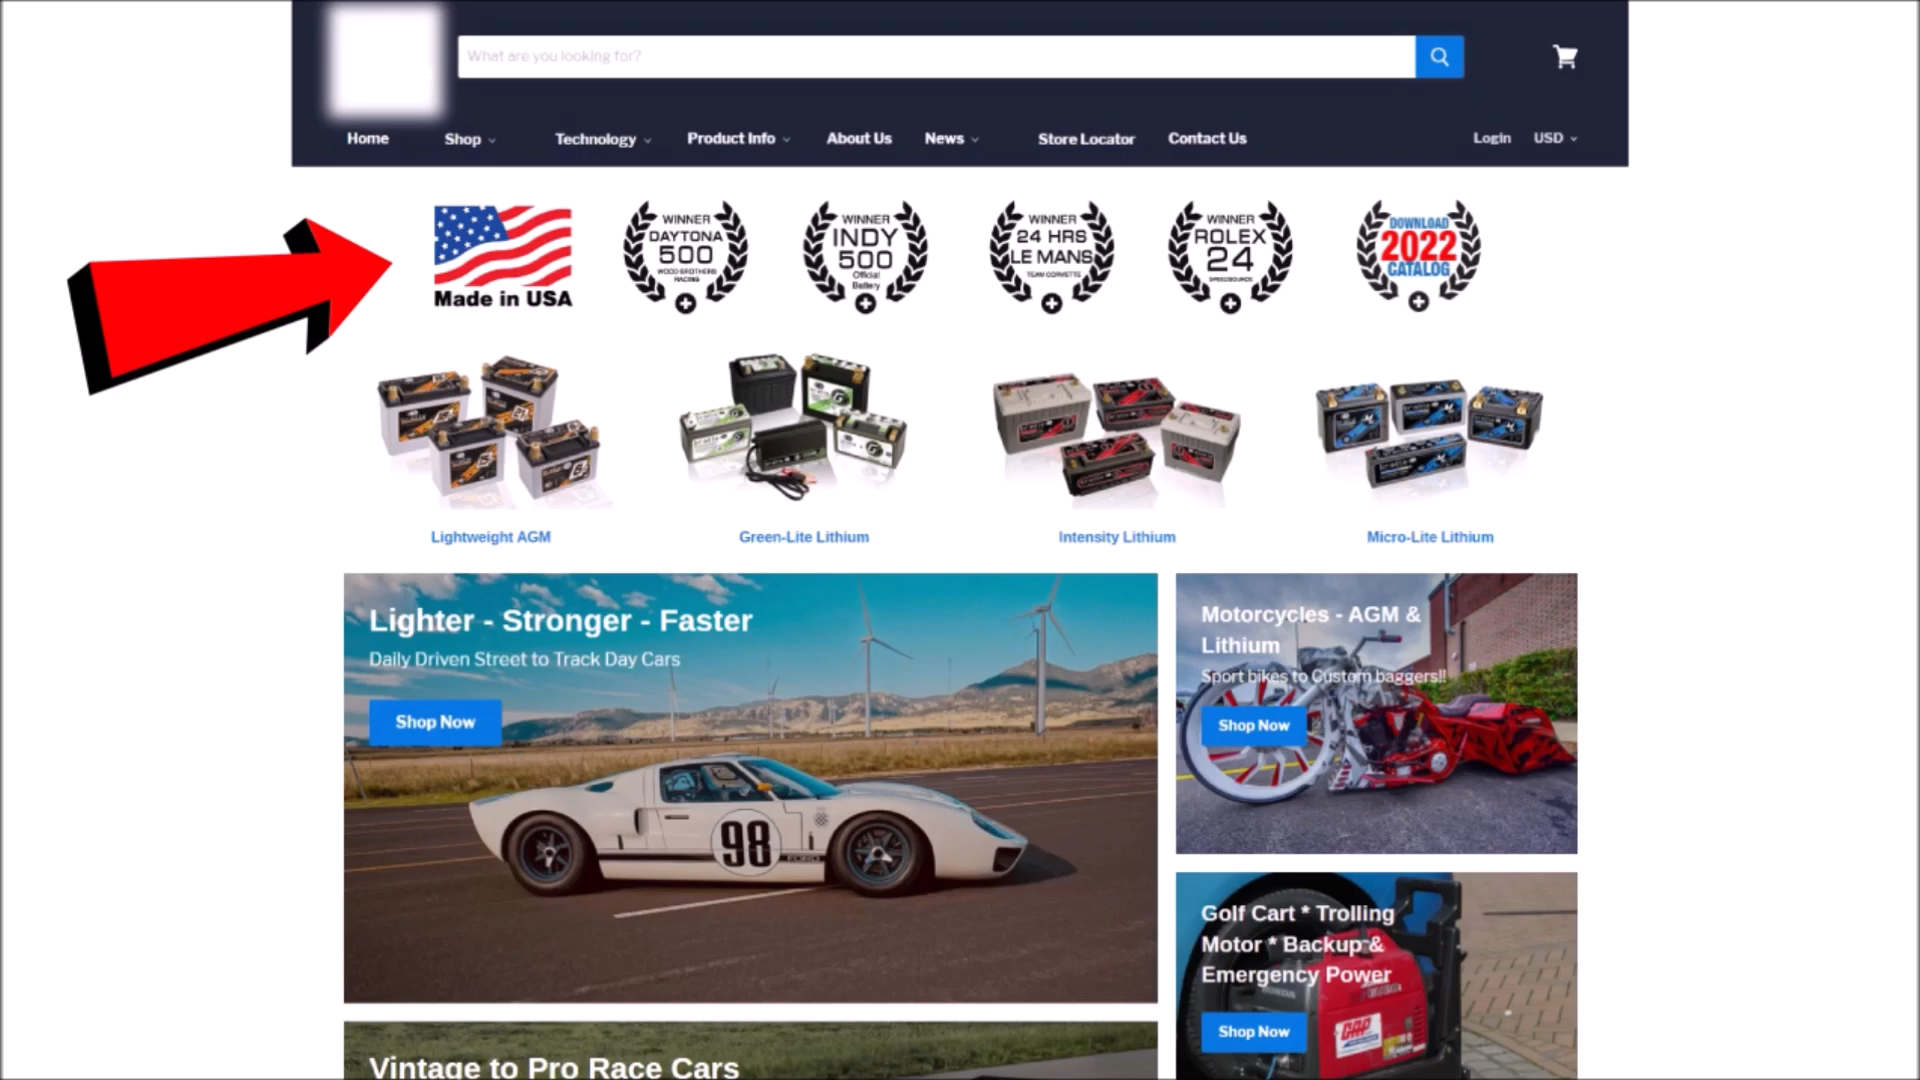 What are you looking for?
Home
Shop
Technology
Product Info
About Us
News
Store Locator
Contact Us
Login
USD
Made in USA
WINNER
DAYTONA
500
WOOD BROTHERS
RACING
WINNER
INDY
500
Official
Battery
WINNER
24 HRS
LE MANS
TEAM CORVETTE
WINNER
ROLEX
24
DOWNLOAD
2022
CATALOG
Lightweight AGM
Green-Lite Lithium
Intensity Lithium
Micro-Lite Lithium
Lighter - Stronger - Faster
Daily Driven Street to Track Day Cars
Shop Now
98
FORD
Motorcycles - AGM &
Lithium
Sport bikes to Custom baggers!!
Shop Now
Golf Cart * Trolling
Motor * Backup &
Emergency Power
HONDA
Shop Now
Vintage to Pro Race Cars